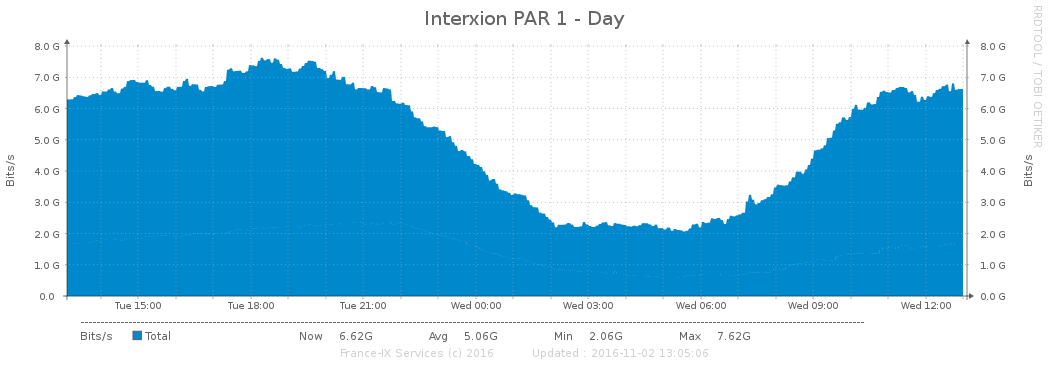 Interxion PAR 1 - Day
RRDTOOL / TOBI OETIKER
Bits/s
Bits/s
8.0 G 8.0 G
7.0 G 7.0 G
6.0 G 6.0 G
5.0 G 5.0 G
4.0 G 4.0 G
3.0 G 3.0 G
2.0 G 2.0 G
1.0 G 1.0 G
0.0 0.0 G
Tue 15:00 Tue 18:00 Tue 21:00 Wed 00:00 Wed 03:00 Wed 06:00 Wed 09:00 Wed 12:00
Bits/s Total Now 6.62G Avg 5.06G Min 2.06G Max 7.62G
France-IX Services (c) 2016 Updated : 2016-11-02 13:05:06